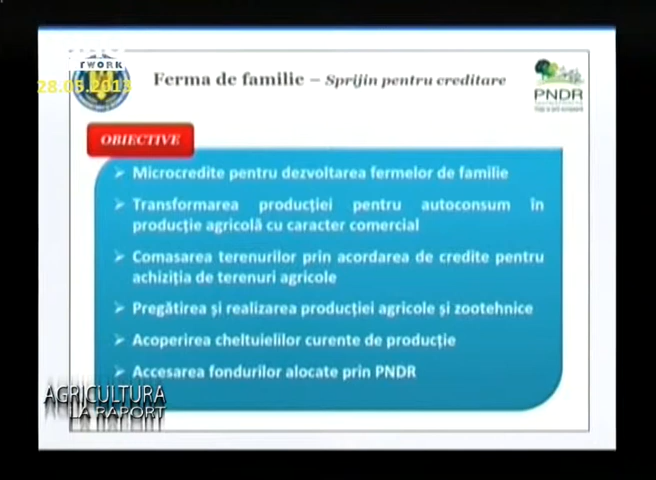 TWORK
28.05.2013
Ferma de familie – Sprijin pentru creditare
PNDR
OBIECTIVE
Microcredite pentru dezvoltarea fermelor de familie
Transformarea producției pentru autoconsum în
producție agricolă cu caracter comercial
Comasarea terenurilor prin acordarea de credite pentru
achiziția de terenuri agricole
Pregătirea și realizarea producției agricole și zootehnice
Acoperirea cheltuielilor curente de producție
Accesarea fondurilor alocate prin PNDR
AGRICULTURA
LA RAPORT